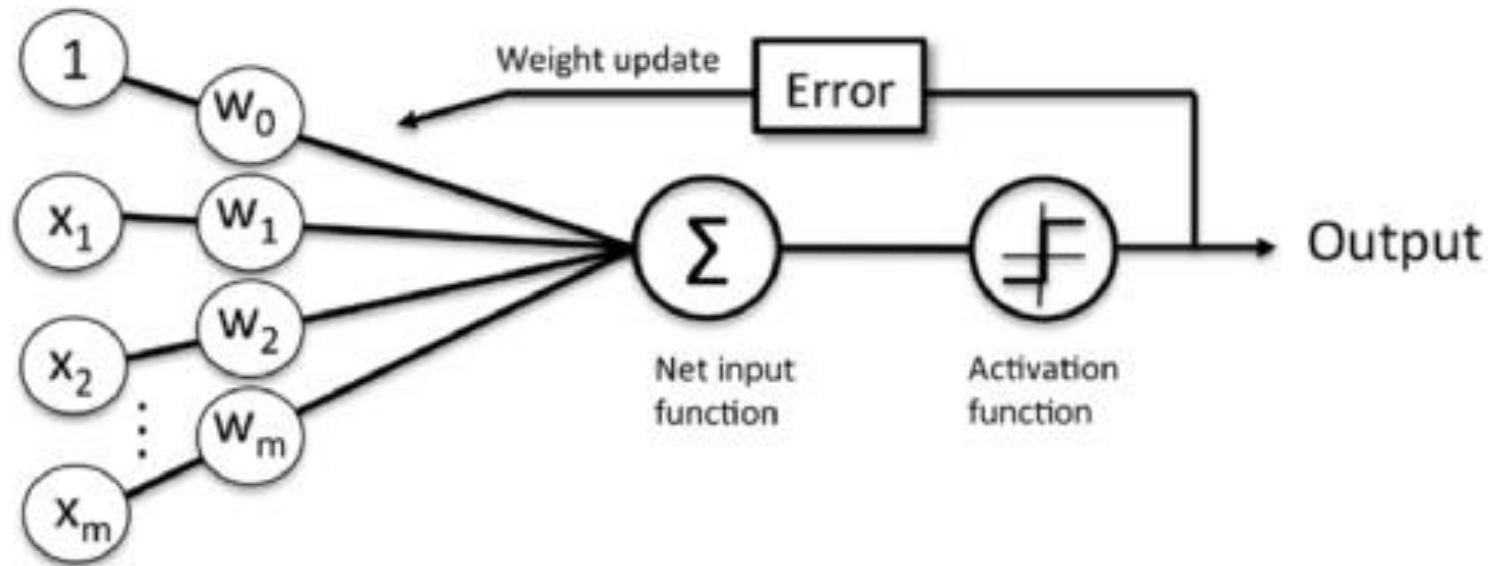 1
w₀
Weight update
Error
x₁
w₁
Σ
Output
x₂
w₂
⋮
xₘ
wₘ
Net input
function
Activation
function